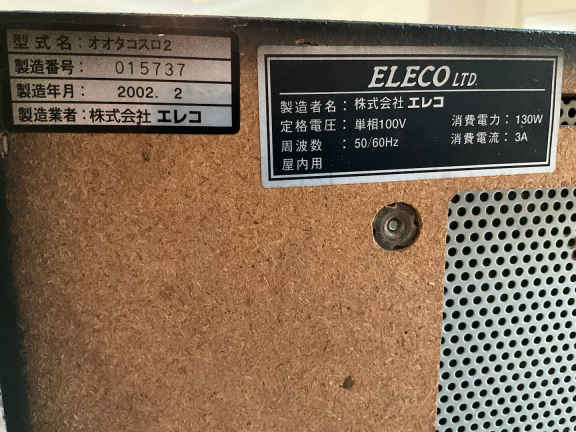 型式名：オオタコスロ2
製造番号： 015737
製造年月： 2002. 2
製造業者：株式会社 エレコ
ELECO LTD.
製造者名：株式会社 エレコ
定格電圧：単相100V 消費電力：130W
周波数 ：50/60Hz 消費電流：3A
屋内用